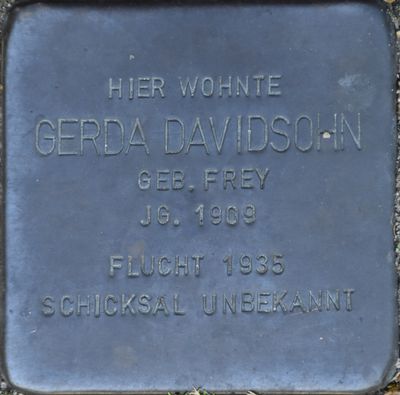 HIER WOHNTE
GERDA DAVIDSOHN
GEB. FREY
JG. 1909
FLUCHT 1935
SCHICKSAL UNBEKANNT